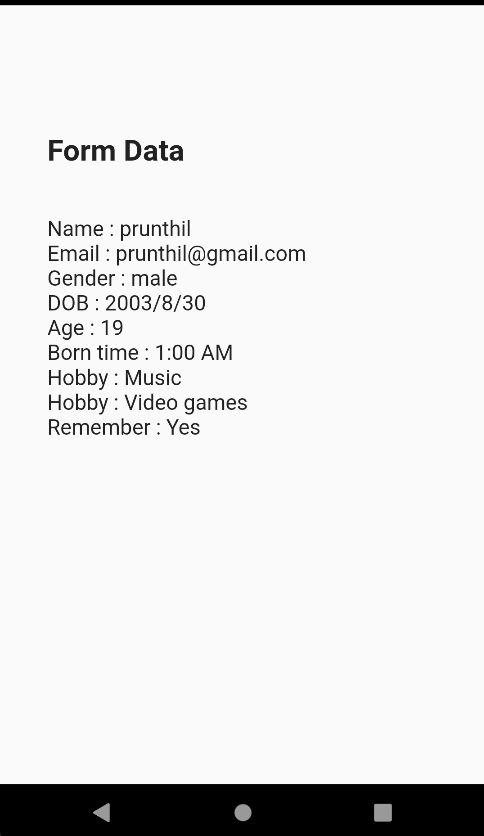 Form Data
Name : prunthil
Email : prunthil@gmail.com
Gender : male
DOB : 2003/8/30
Age : 19
Born time : 1:00 AM
Hobby : Music
Hobby : Video games
Remember : Yes